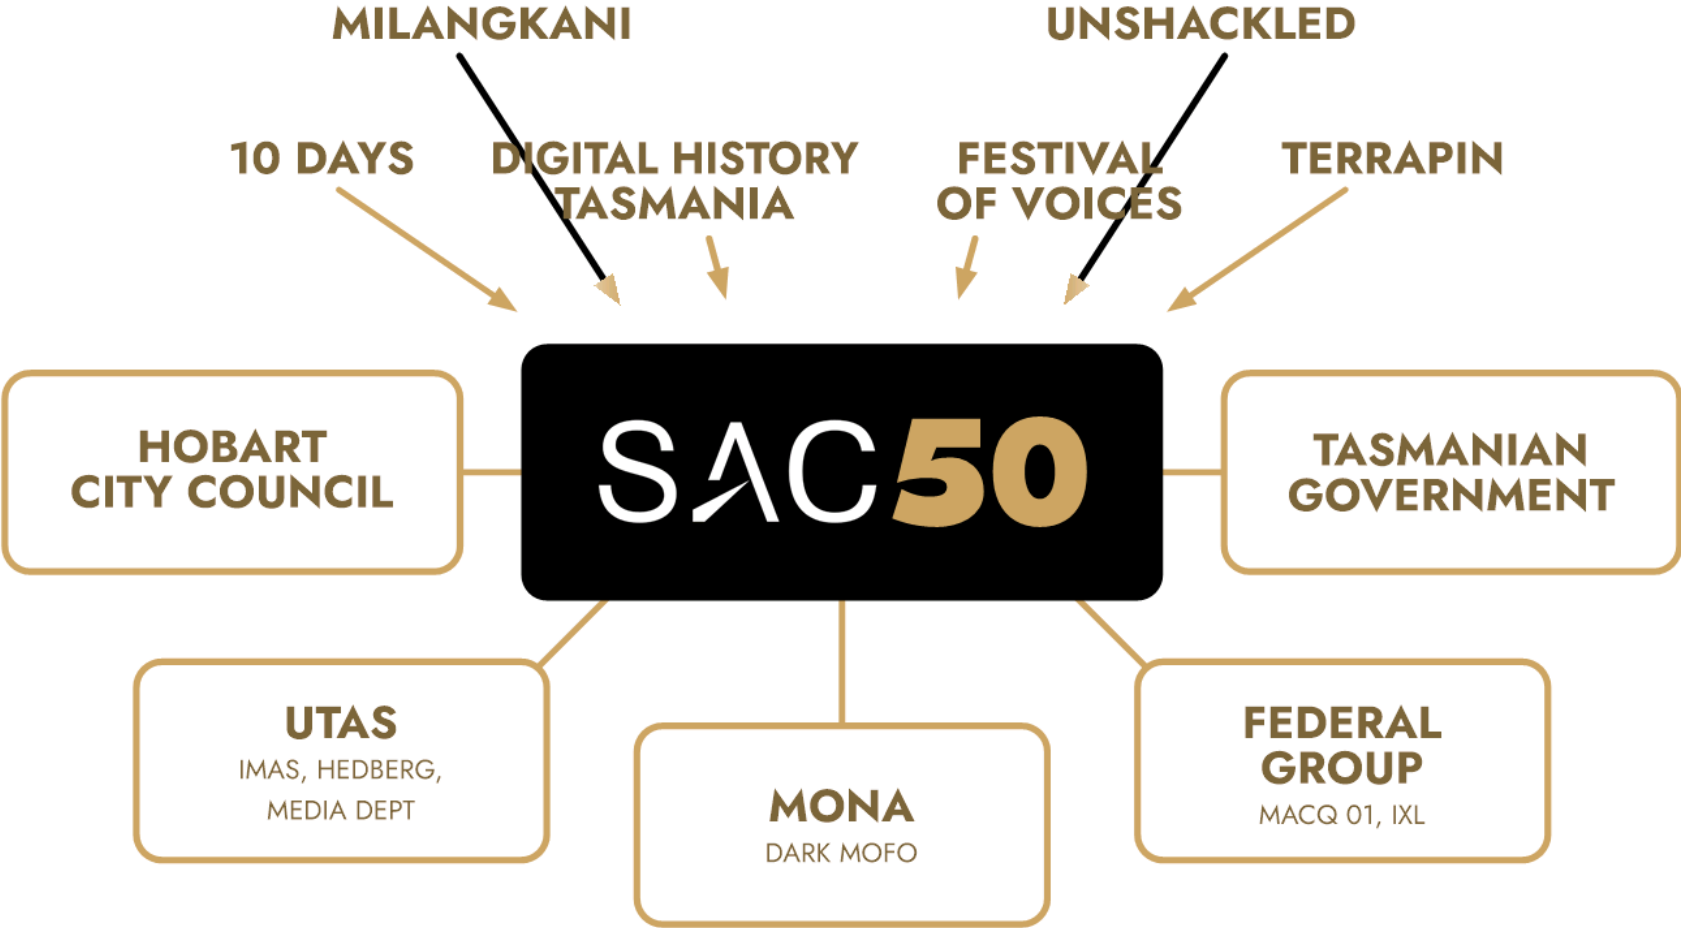 MILANGKANI
UNSHACKLED
10 DAYS
DIGITAL HISTORY
TASMANIA
FESTIVAL
OF VOICES
TERRAPIN
HOBART
CITY COUNCIL
SAC50
TASMANIAN
GOVERNMENT
UTAS
IMAS, HEDBERG,
MEDIA DEPT
MONA
DARK MOFO
FEDERAL
GROUP
MACQ 01, IXL